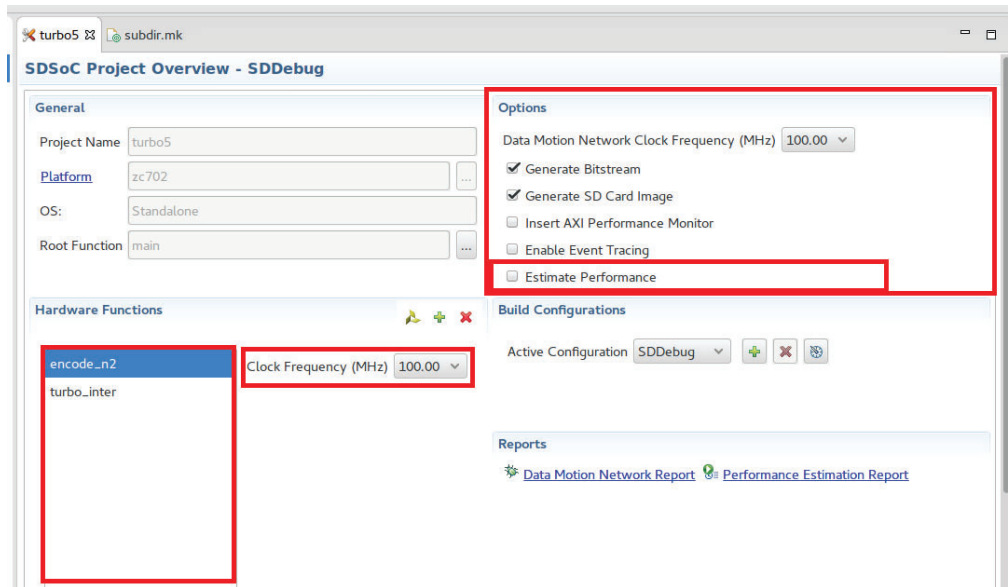 turbo5
subdir.mk
SDSoC Project Overview - SDDebug
General
Project Name turbo5
Platform zc702 ...
OS: Standalone
Root Function main ...
Options
Data Motion Network Clock Frequency (MHz) 100.00
Generate Bitstream
Generate SD Card Image
Insert AXI Performance Monitor
Enable Event Tracing
Estimate Performance
Hardware Functions
encode_n2
turbo_inter
Clock Frequency (MHz) 100.00
Build Configurations
Active Configuration SDDebug
Reports
Data Motion Network Report Performance Estimation Report